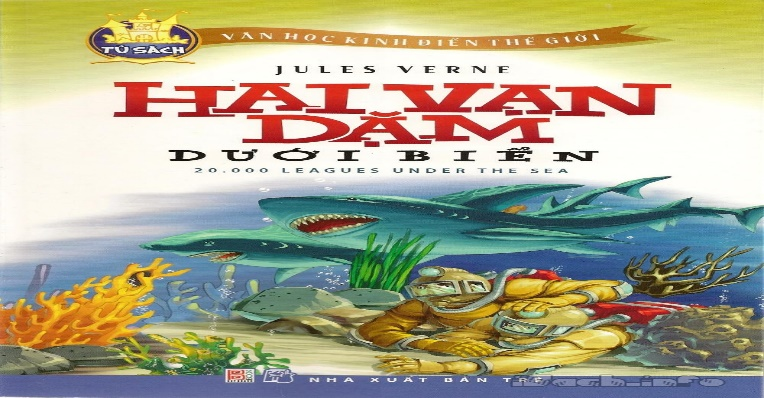 TỦ SÁCH
VĂN HỌC KINH ĐIỂN THẾ GIỚI
JULES VERNE
HAI VẠN
DẶM
DƯỚI BIỂN
20.000 LEAGUES UNDER THE SEA
NHÀ XUẤT BẢN TRẺ